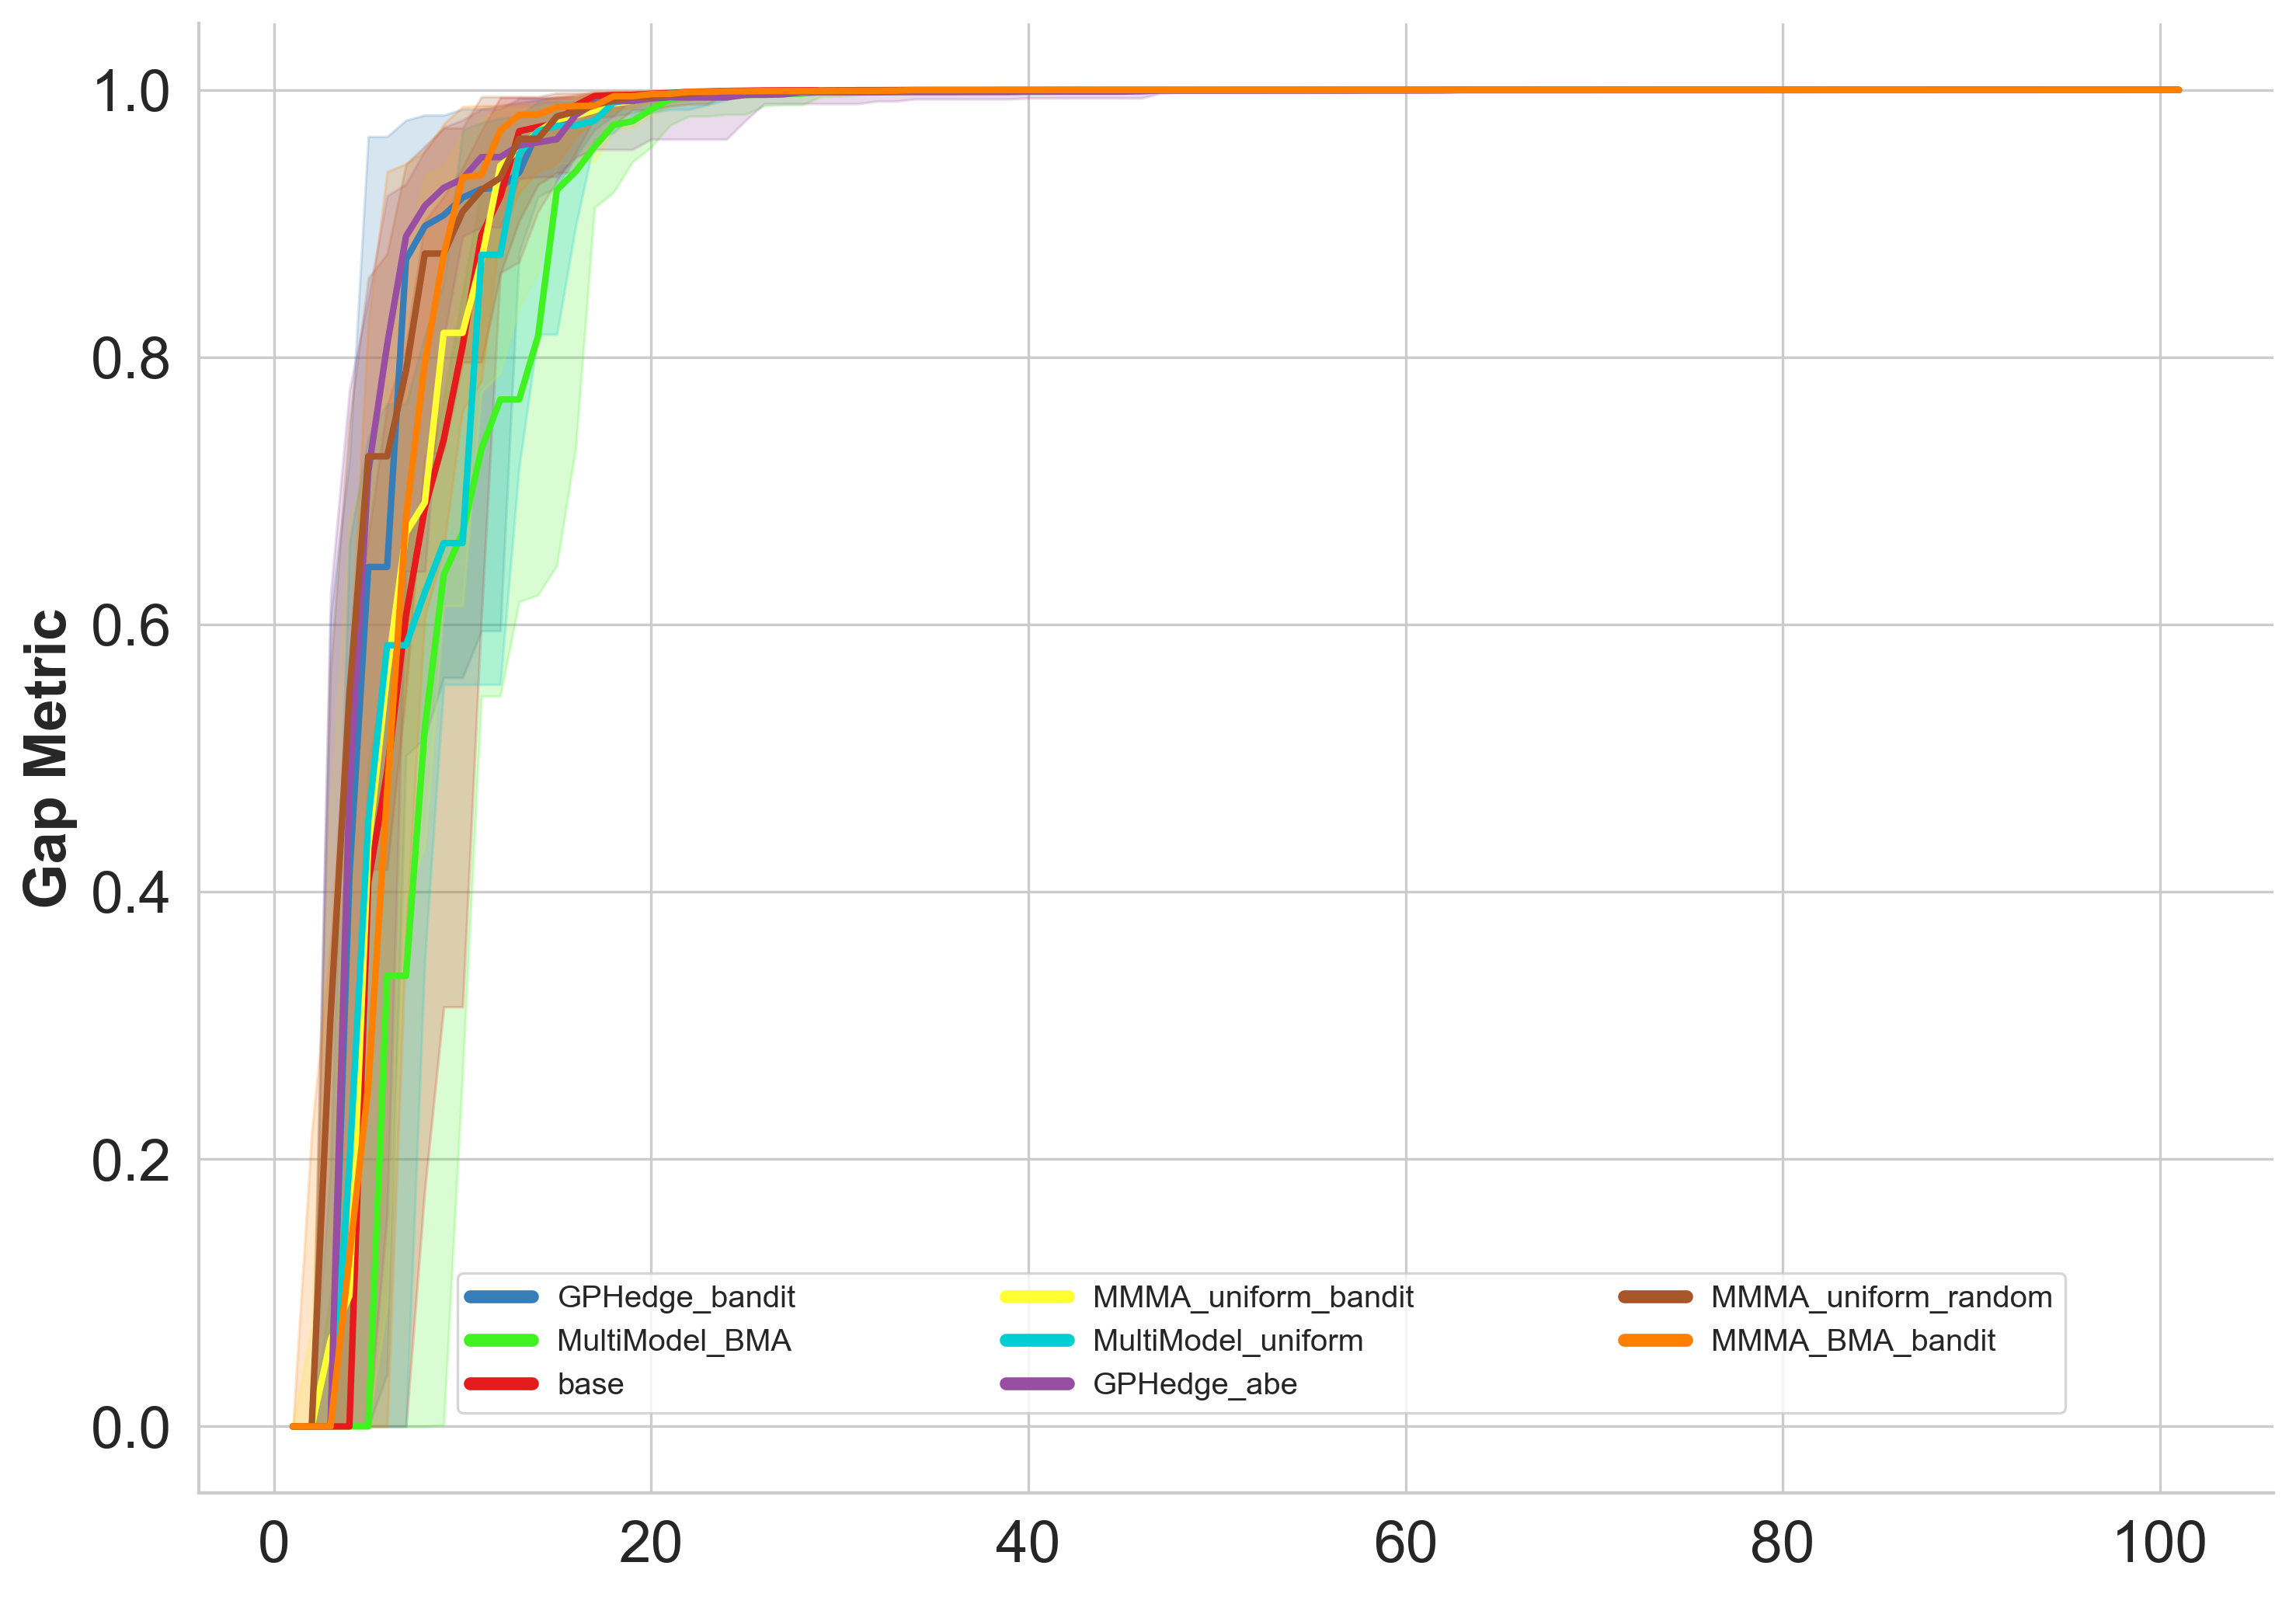 1.0
0.8
0.6
0.4
0.2
0.0
Gap Metric
GPHedge_bandit
MultiModel_BMA
base
MMMA_uniform_bandit
MultiModel_uniform
GPHedge_abe
MMMA_uniform_random
MMMA_BMA_bandit
0 20 40 60 80 100